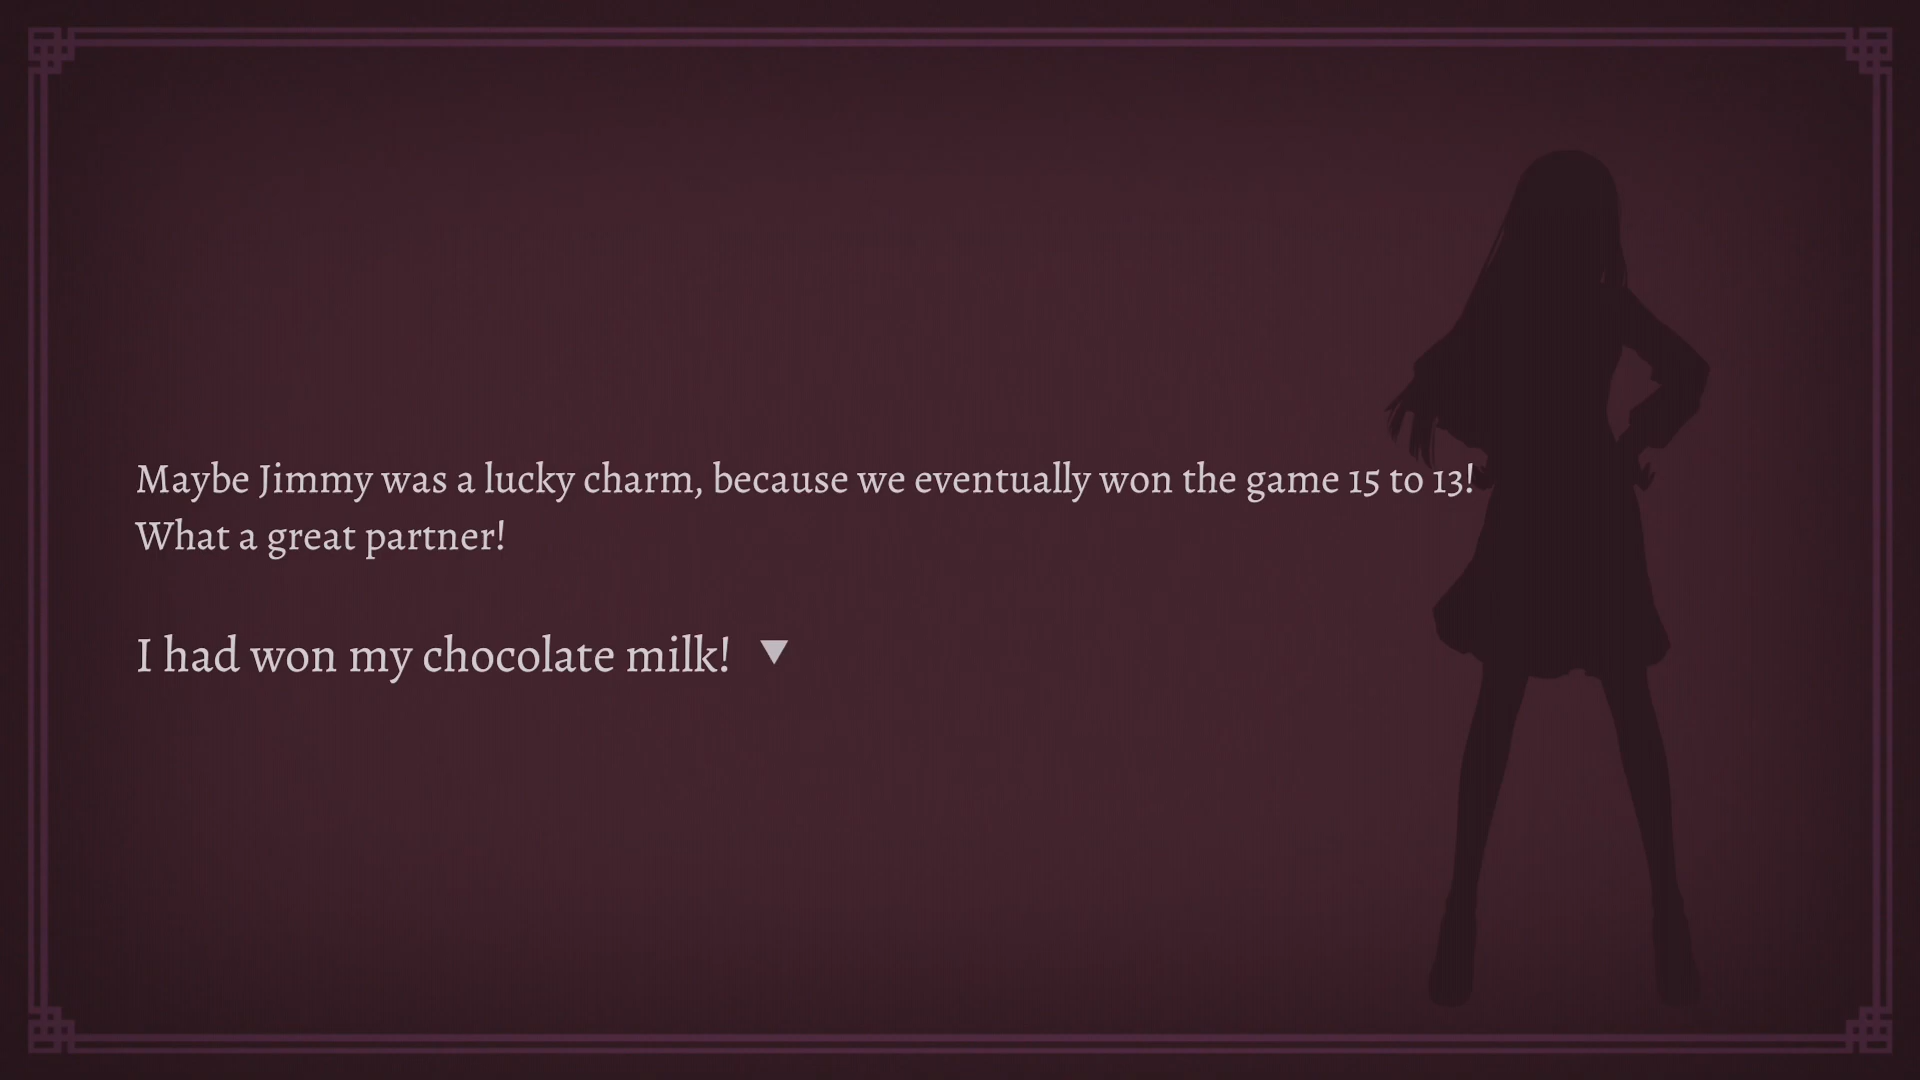 Maybe Jimmy was a lucky charm, because we eventually won the game 15 to 13!
What a great partner!
I had won my chocolate milk!